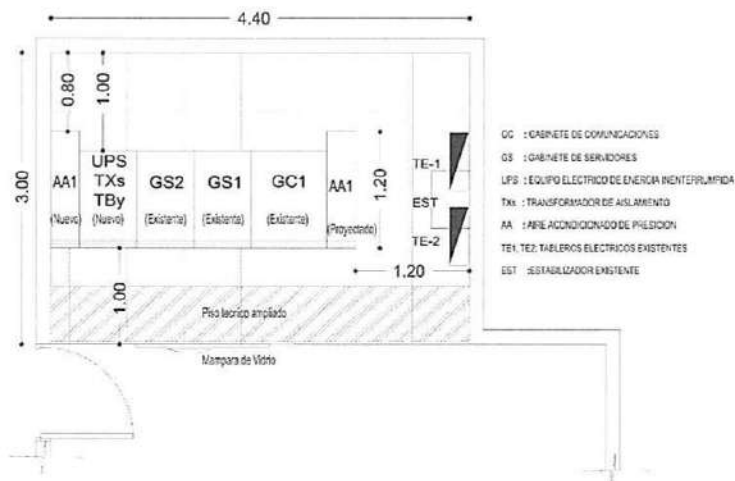 4.40
0.80
1.00
3.00
AA1
(Nuevo)
UPS
TXs
TBy
(Nuevo)
GS2
(Existente)
GS1
(Existente)
GC1
(Existente)
AA1
(Proyectado)
1.20
TE-1
EST
TE-2
1.20
1.00
Piso tecnico ampliado
Mampara de Vidrio
GC : GABINETE DE COMUNICACIONES
GS : GABINETE DE SERVIDORES
UPS : EQUIPO ELECTRICO DE ENERGIA INENTERRUMPIDA
TXs : TRANSFORMADOR DE AISLAMIENTO
AA : AIRE ACONDICIONADO DE PRESICION
TE1, TE2: TABLEROS ELECTRICOS EXISTENTES
EST : ESTABILIZADOR EXISTENTE